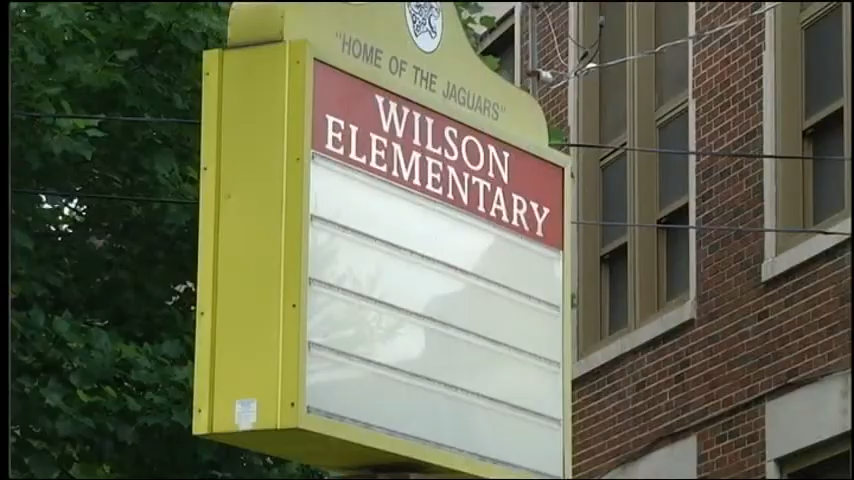 "HOME OF THE JAGUARS"
WILSON
ELEMENTARY